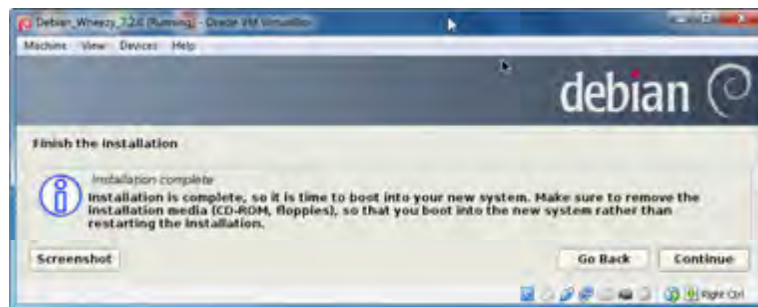 Debian_Wheezy_7.2.0 [Running] - Oracle VM VirtualBox
Machine View Devices Help
debian
Finish the installation
Installation complete
Installation is complete, so it is time to boot into your new system. Make sure to remove the
installation media (CD-ROM, floppies), so that you boot into the new system rather than
restarting the installation.
Screenshot Go Back Continue
Right Ctrl